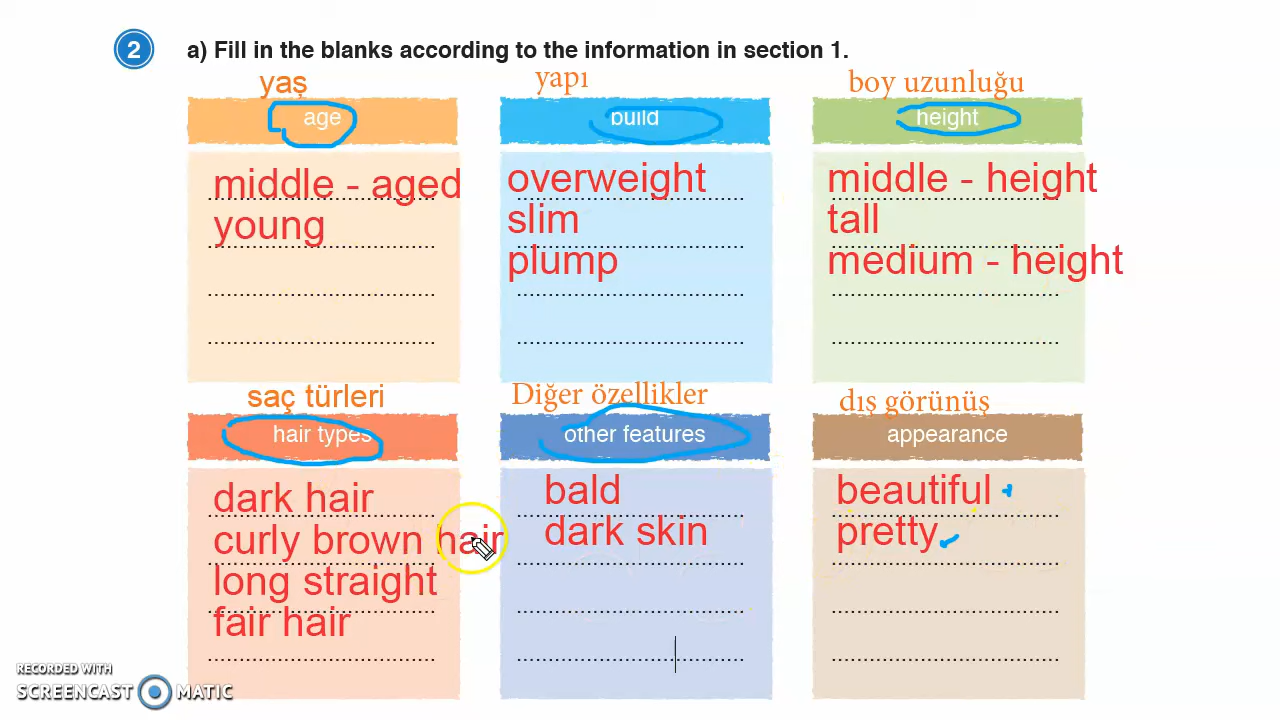 2 a) Fill in the blanks according to the information in section 1.
yaş
yapı
boy uzunluğu
age
build
height
middle - aged
young
overweight
slim
plump
middle - height
tall
medium - height
saç türleri
Diğer özellikler
dış görünüş
hair types
other features
appearance
dark hair
curly brown hair
long straight
fair hair
bald
dark skin
beautiful
pretty
RECORDED WITH
SCREENCAST MATIC